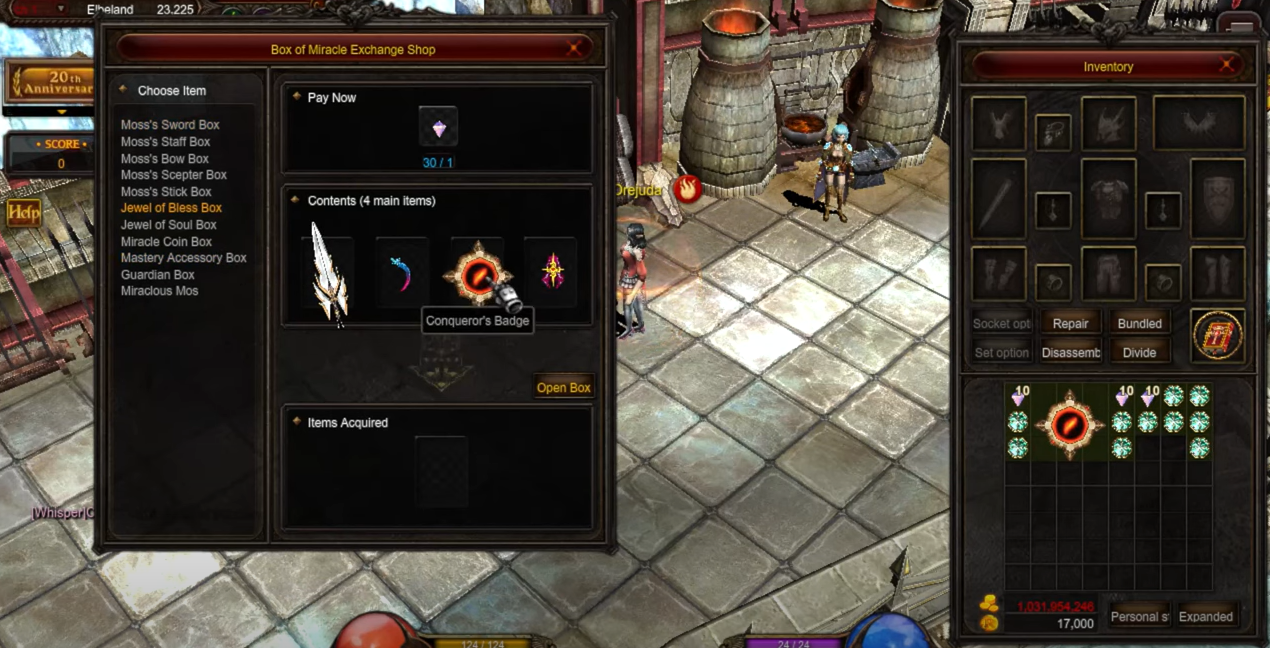 Elbeland 23.225
Box of Miracle Exchange Shop
20th
Anniversar
SCORE
0
Help
Choose Item
Moss's Sword Box
Moss's Staff Box
Moss's Bow Box
Moss's Scepter Box
Moss's Stick Box
Jewel of Bless Box
Jewel of Soul Box
Miracle Coin Box
Mastery Accessory Box
Guardian Box
Miraclous Mos
Pay Now
30 / 1
Contents (4 main items)
Conqueror's Badge
Open Box
Items Acquired
[Whisper]C
Drejuda
Inventory
Socket opt Repair Bundled
Set option Disassemb Divide
10 10 10
1,031,954,246
17,000
Personal s Expanded
124 / 124
24 / 24